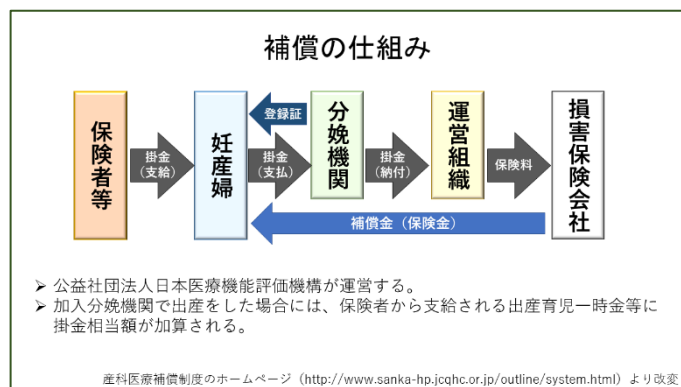 補償の仕組み
保険者等
掛金
（支給）
妊産婦
登録証
掛金
（支払）
分娩機関
掛金
（納付）
運営組織
保険料
損害保険会社
補償金（保険金）
➢ 公益社団法人日本医療機能評価機構が運営する。
➢ 加入分娩機関で出産をした場合には、保険者から支給される出産育児一時金等に
掛金相当額が加算される。
産科医療補償制度のホームページ（http://www.sanka-hp.jcqhc.or.jp/outline/system.html）より改変